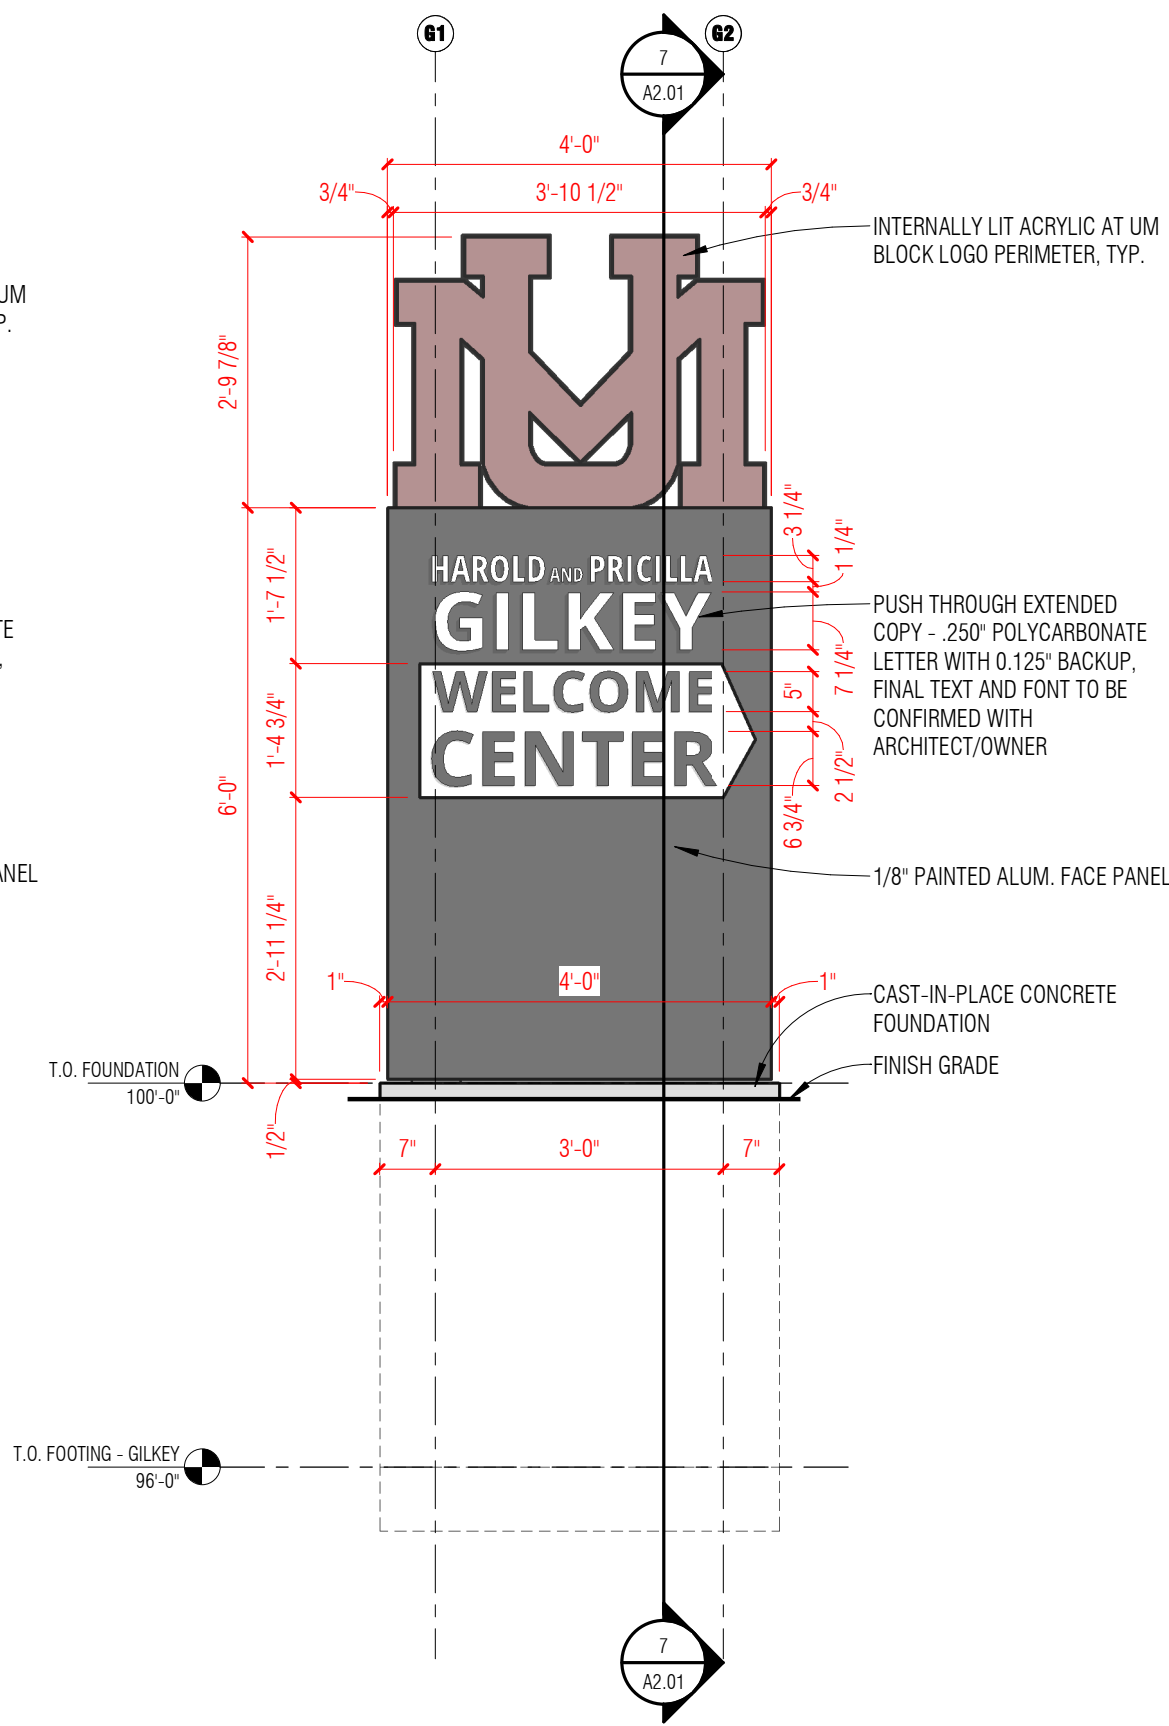 G1
G2
7
A2.01
4'-0"
3/4"
3'-10 1/2"
3/4"
INTERNALLY LIT ACRYLIC AT UM
BLOCK LOGO PERIMETER, TYP.
UM
P.
2'-9 7/8"
UM
3 1/4"
1 1/4"
1'-7 1/2"
HAROLD AND PRICILLA
GILKEY
WELCOME
CENTER
PUSH THROUGH EXTENDED
COPY - .250" POLYCARBONATE
LETTER WITH 0.125" BACKUP,
FINAL TEXT AND FONT TO BE
CONFIRMED WITH
ARCHITECT/OWNER
TE
,
7 1/4"
5"
1'-4 3/4"
2 1/2"
6 3/4"
6'-0"
ANEL
1/8" PAINTED ALUM. FACE PANEL
2'-11 1/4"
1"
4'-0"
1"
CAST-IN-PLACE CONCRETE
FOUNDATION
FINISH GRADE
T.O. FOUNDATION
100'-0"
1/2"
7"
3'-0"
7"
T.O. FOOTING - GILKEY
96'-0"
7
A2.01